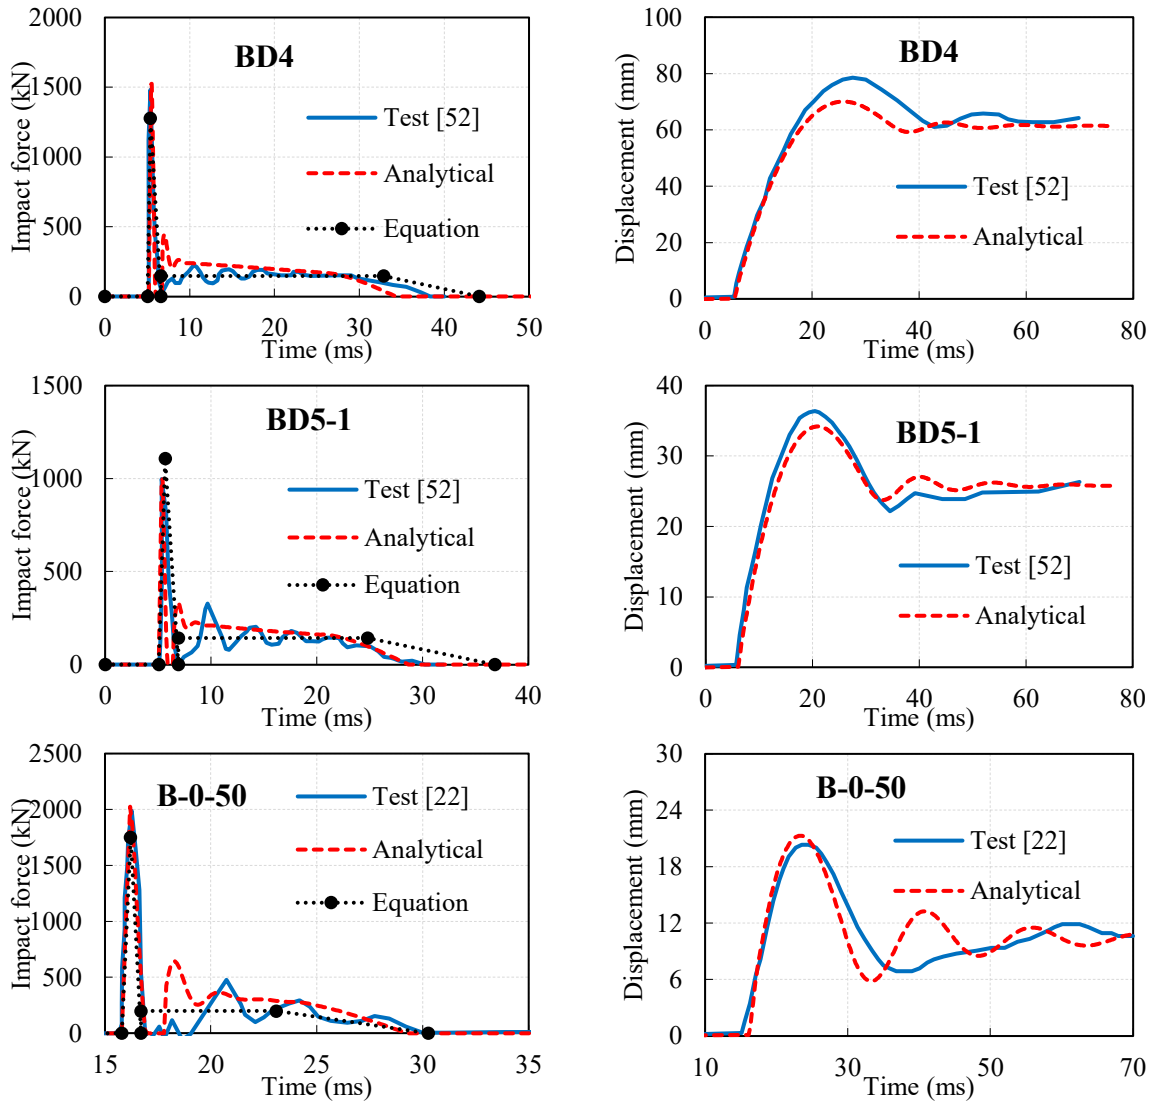 2000
1500
1000
500
0
0
10
20
30
40
50
Impact force (kN)
Time (ms)
BD4
Test [52]
Analytical
Equation
100
80
60
40
20
0
0
20
40
60
80
Displacement (mm)
Time (ms)
BD4
Test [52]
Analytical
1500
1000
500
0
0
10
20
30
40
Impact force (kN)
Time (ms)
BD5-1
Test [52]
Analytical
Equation
40
30
20
10
0
0
20
40
60
80
Displacement (mm)
Time (ms)
BD5-1
Test [52]
Analytical
2500
2000
1500
1000
500
0
15
20
25
30
35
Impact force (kN)
Time (ms)
B-0-50
Test [22]
Analytical
Equation
30
24
18
12
6
0
10
30
50
70
Displacement (mm)
Time (ms)
B-0-50
Test [22]
Analytical